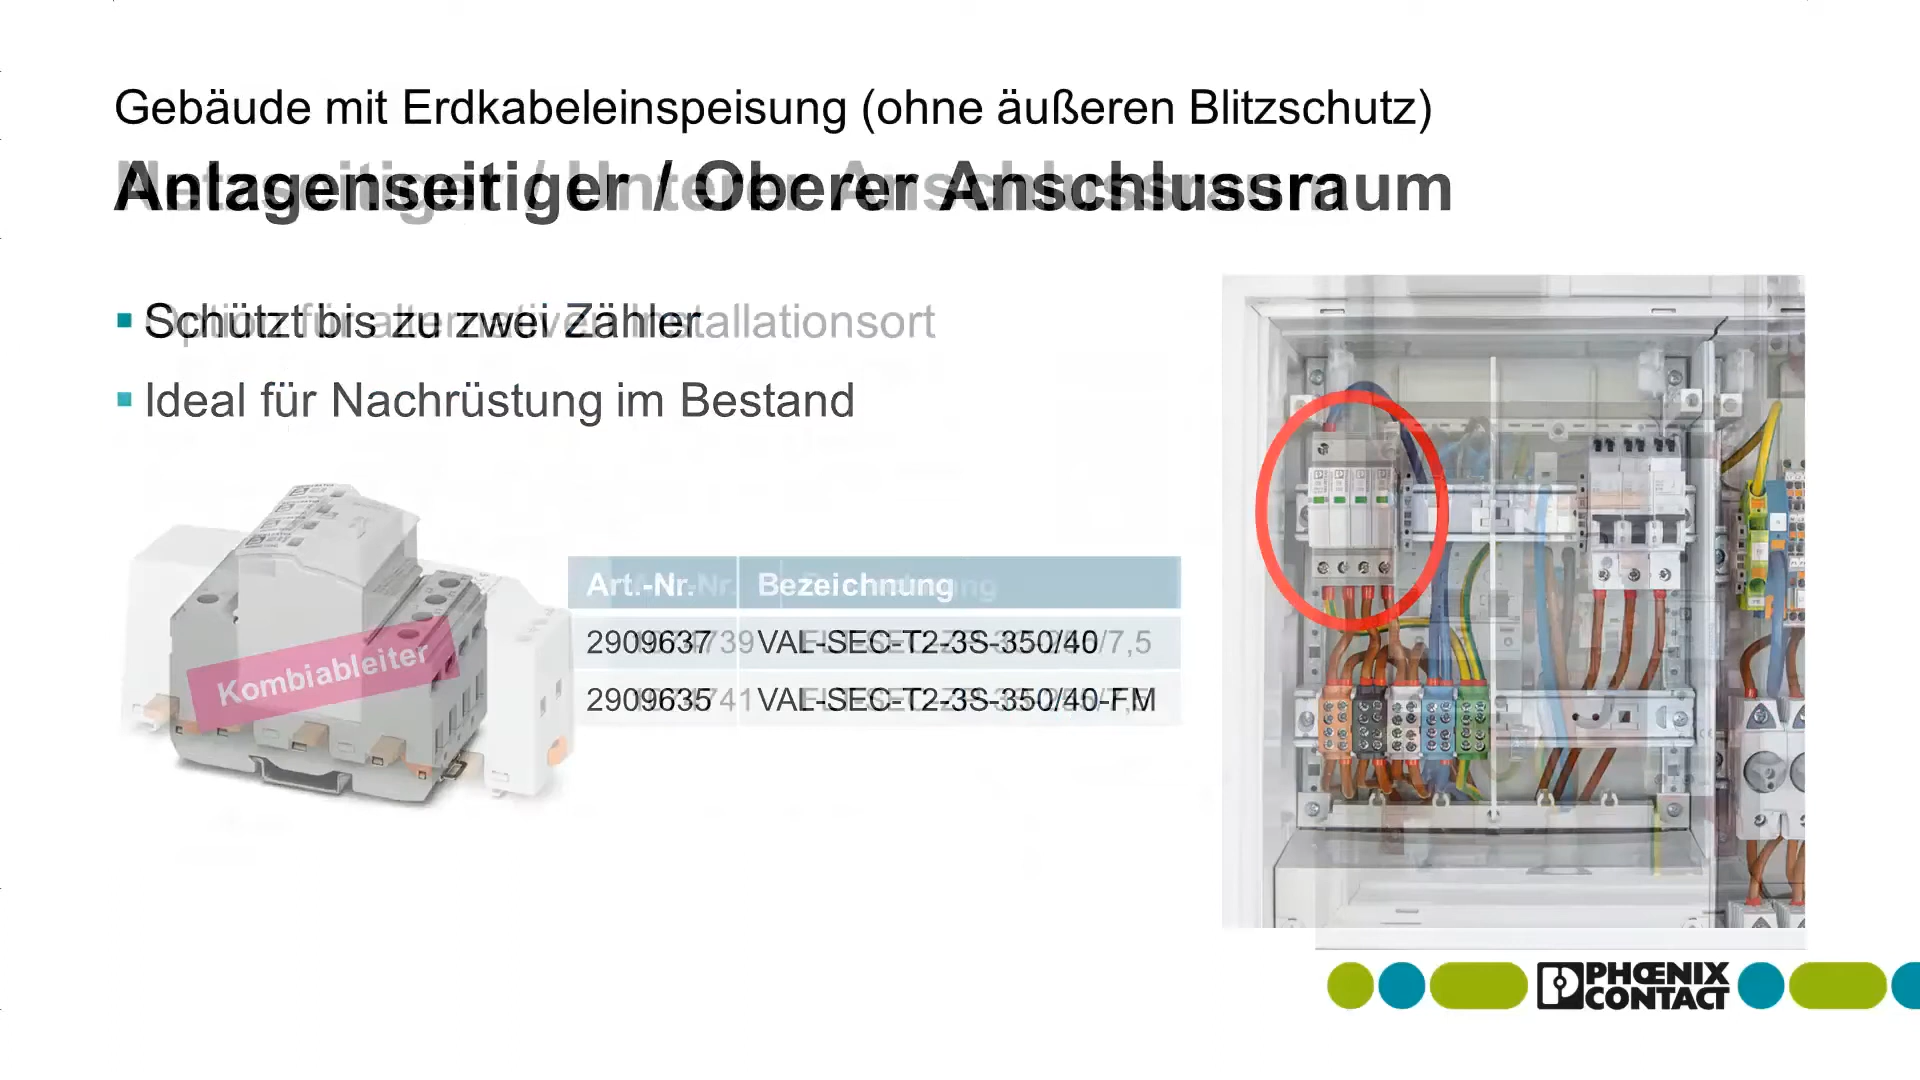 Gebäude mit Erdkabeleinspeisung (ohne äußeren Blitzschutz)
Anlagenseitiger / Oberer Anschlussraum
Schützt bis zu zwei Zähler
Ideal für Nachrüstung im Bestand
Kombiableiter
Art.-Nr. Bezeichnung
2909637 VAL-SEC-T2-3S-350/40
2909635 VAL-SEC-T2-3S-350/40-FM
PHŒNIX
CONTACT